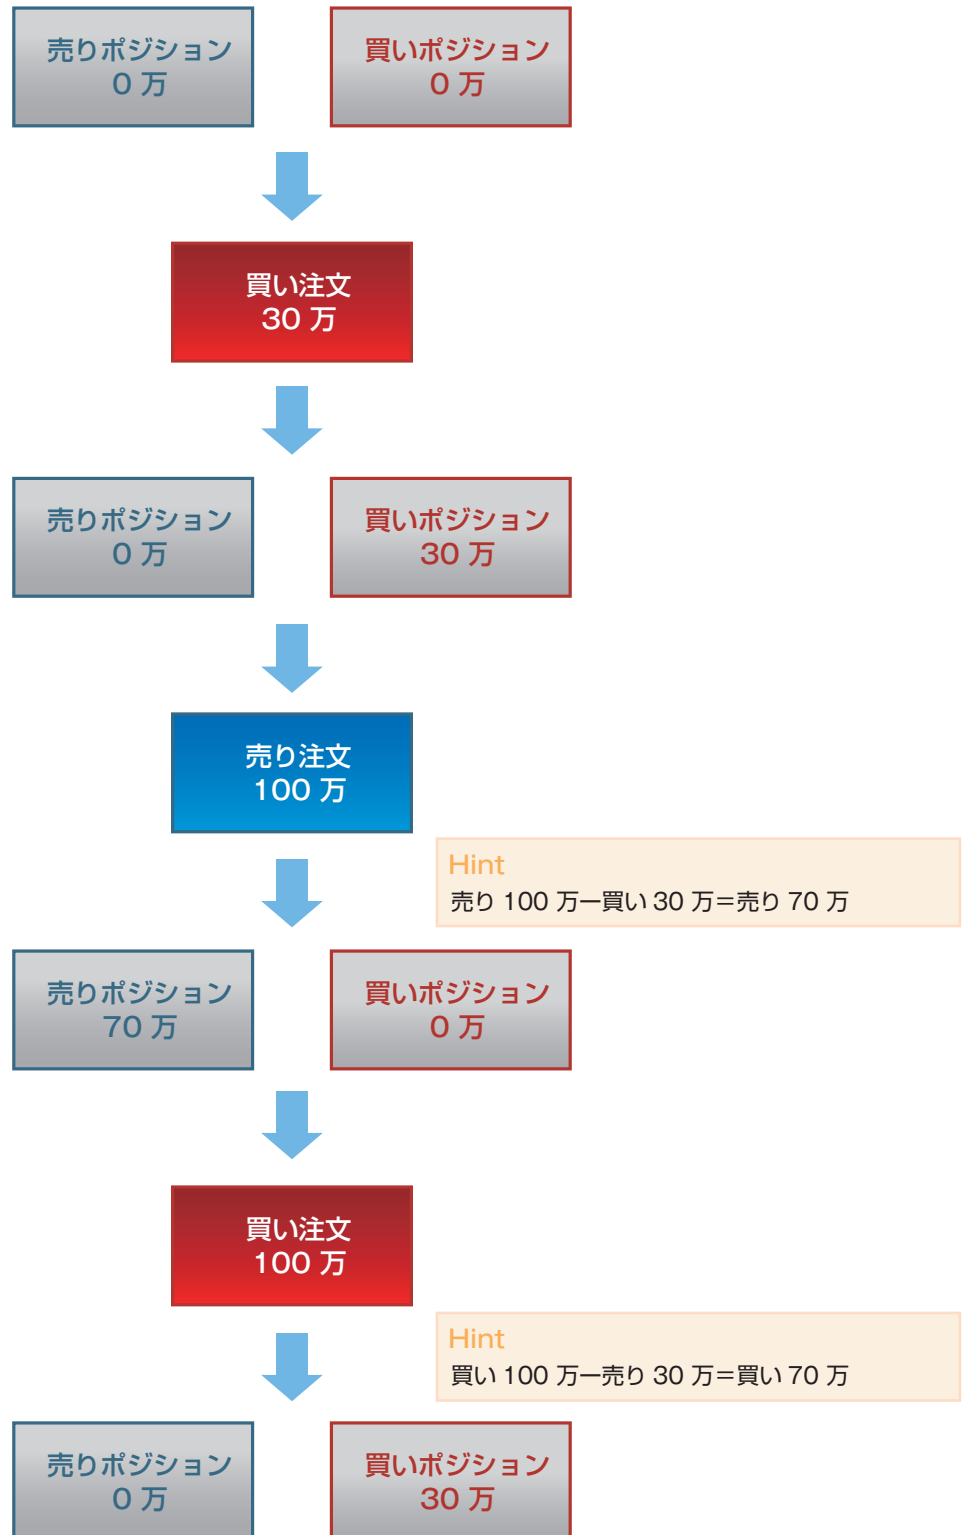 売りポジション
0 万
買いポジション
0 万
買い注文
30 万
売りポジション
0 万
買いポジション
30 万
売り注文
100 万
Hint
売り 100 万ー買い 30 万＝売り 70 万
売りポジション
70 万
買いポジション
0 万
買い注文
100 万
Hint
買い 100 万ー売り 30 万＝買い 70 万
売りポジション
0 万
買いポジション
30 万